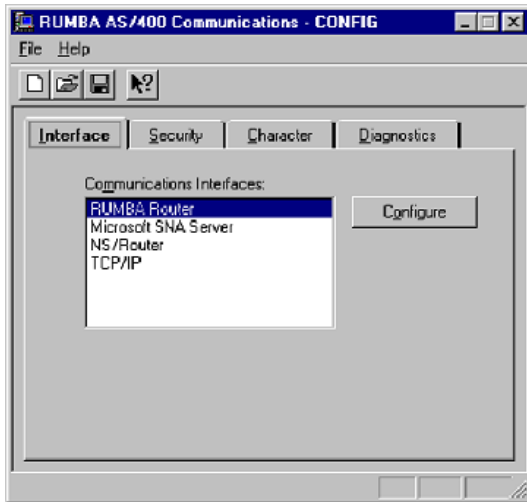 RUMBA AS/400 Communications - CONFIG
File Help
Interface Security Character Diagnostics
Communications Interfaces:
RUMBA Router
Configure
Microsoft SNA Server
NS/Router
TCP/IP